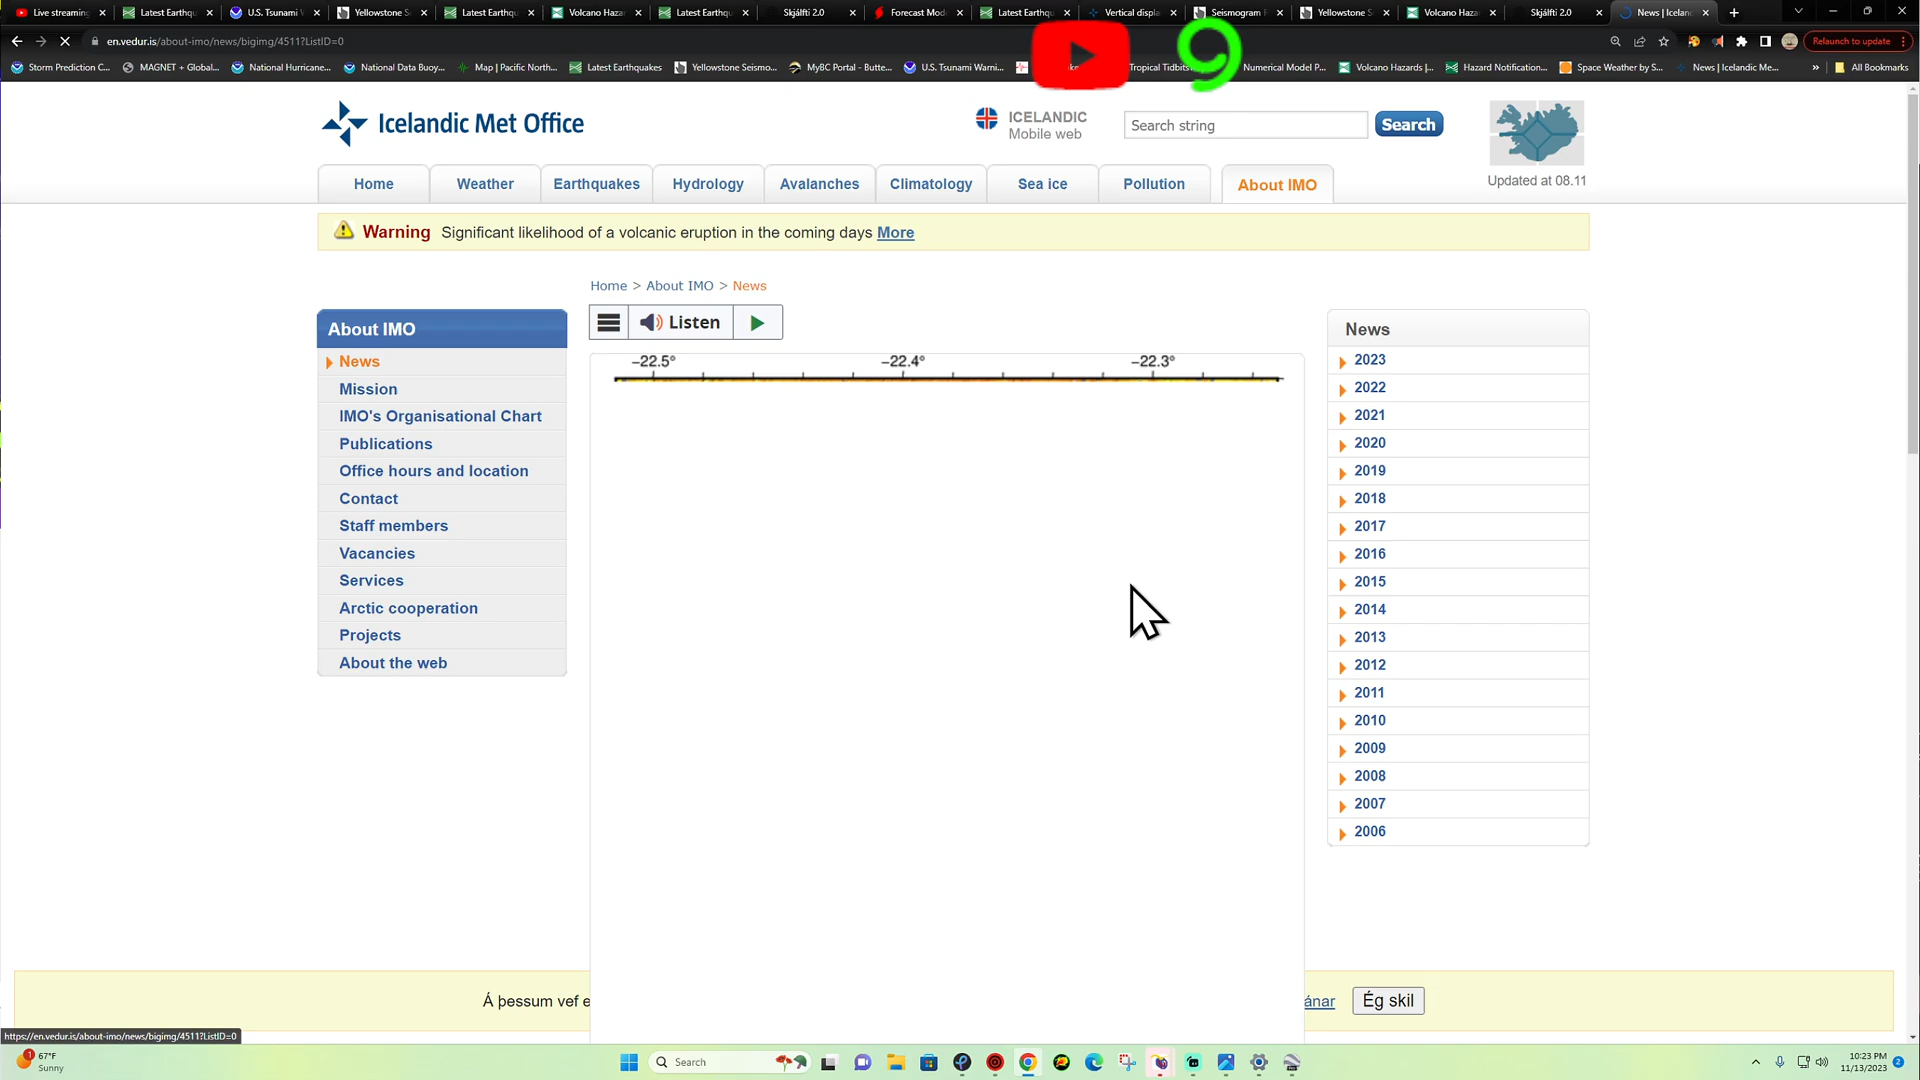 Live streaming
Latest Earthqu
U.S. Tsunami
Yellowstone S
Latest Earthqu
Volcano Haza
Latest Earthqu
Skjálfti 2.0
Forecast Mod
Latest Earthqu
Vertical displa
Seismogram
Yellowstone S
Volcano Haza
Skjálfti 2.0
News | Icelan
en.vedur.is/about-imo/news/bigimg/4511?ListID=0
Relaunch to update
Storm Prediction C...
MAGNET + Global...
National Hurricane...
National Data Buoy...
Map | Pacific North...
Latest Earthquakes
Yellowstone Seismo...
MyBC Portal - Butte...
U.S. Tsunami Warni...
Tropical Tidbits
Numerical Model P...
Volcano Hazards |...
Hazard Notification...
Space Weather by S...
News | Icelandic Me...
»
All Bookmarks
9
Icelandic Met Office
ICELANDIC
Mobile web
Search string
Search
Updated at 08.11
Home
Weather
Earthquakes
Hydrology
Avalanches
Climatology
Sea ice
Pollution
About IMO
Warning Significant likelihood of a volcanic eruption in the coming days More
Home > About IMO > News
Listen
About IMO
News
Mission
IMO's Organisational Chart
Publications
Office hours and location
Contact
Staff members
Vacancies
Services
Arctic cooperation
Projects
About the web
−22.5° −22.4° −22.3°
News
2023
2022
2021
2020
2019
2018
2017
2016
2015
2014
2013
2012
2011
2010
2009
2008
2007
2006
Á þessum vef e
ánar
Ég skil
https://en.vedur.is/about-imo/news/bigimg/4511?ListID=0
1
67°F
Sunny
Search
10:23 PM
11/13/2023
2